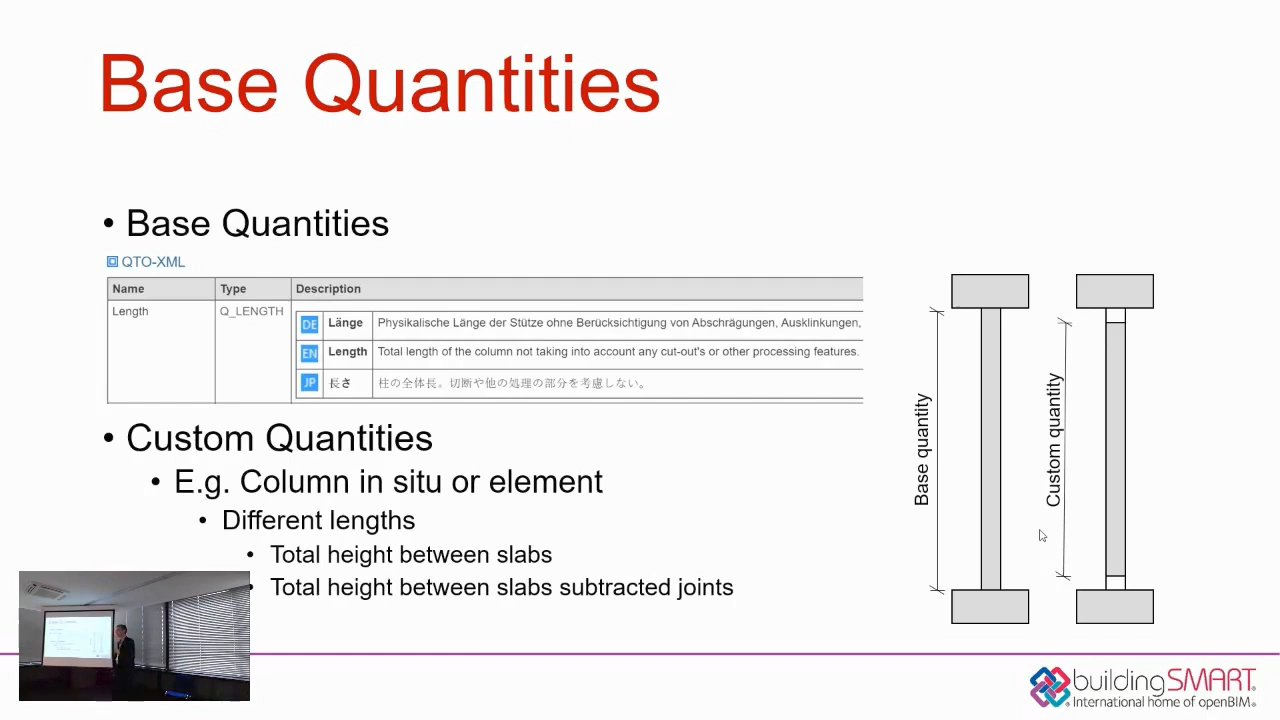 Base Quantities
• Base Quantities
QTO-XML
Name Type Description
Length Q_LENGTH
DE Länge Physikalische Länge der Stütze ohne Berücksichtigung von Abschrägungen, Ausklinkungen,
EN Length Total length of the column not taking into account any cut-out's or other processing features.
JP 長さ 柱の全体長。切断や他の処理の部分を考慮しない。
• Custom Quantities
• E.g. Column in situ or element
• Different lengths
• Total height between slabs
• Total height between slabs subtracted joints
Base quantity
Custom quantity
buildingSMART®
International home of openBIM®